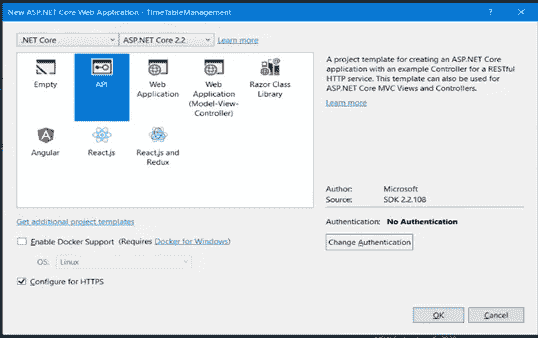 New ASP.NET Core Web Application - TimeTableManagement
? ×
.NET Core
ASP.NET Core 2.2
Learn more
Empty
API
Web
Application
Web
Application
(Model-View-
Controller)
Razor Class
Library
Angular
React.js
React.js and
Redux
A project template for creating an ASP.NET Core
application with an example Controller for a RESTful
HTTP service. This template can also be used for
ASP.NET Core MVC Views and Controllers.
Learn more
Author: Microsoft
Source: SDK 2.2.108
Get additional project templates
Authentication: No Authentication
Enable Docker Support (Requires Docker for Windows)
Change Authentication
OS: Linux
Configure for HTTPS
OK
Cancel